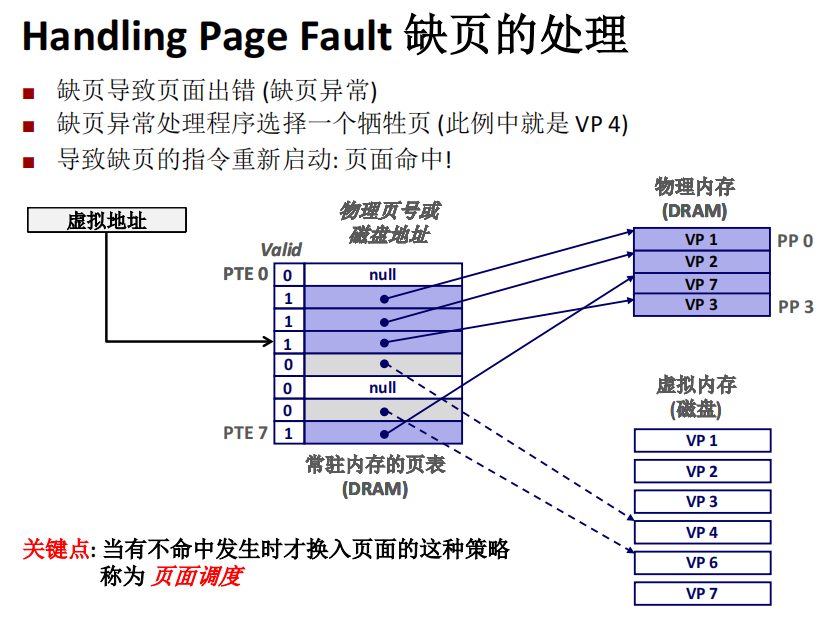 Handling Page Fault 缺页的处理
缺页导致页面出错 (缺页异常)
缺页异常处理程序选择一个牺牲页 (此例中就是 VP 4)
导致缺页的指令重新启动: 页面命中!
虚拟地址
物理页号或
磁盘地址
Valid
PTE 0
0
null
1
1
1
0
0
null
0
PTE 7
1
常驻内存的页表
(DRAM)
物理内存
(DRAM)
VP 1
PP 0
VP 2
VP 7
VP 3
PP 3
虚拟内存
(磁盘)
VP 1
VP 2
VP 3
VP 4
VP 6
VP 7
关键点: 当有不命中发生时才换入页面的这种策略
称为 页面调度